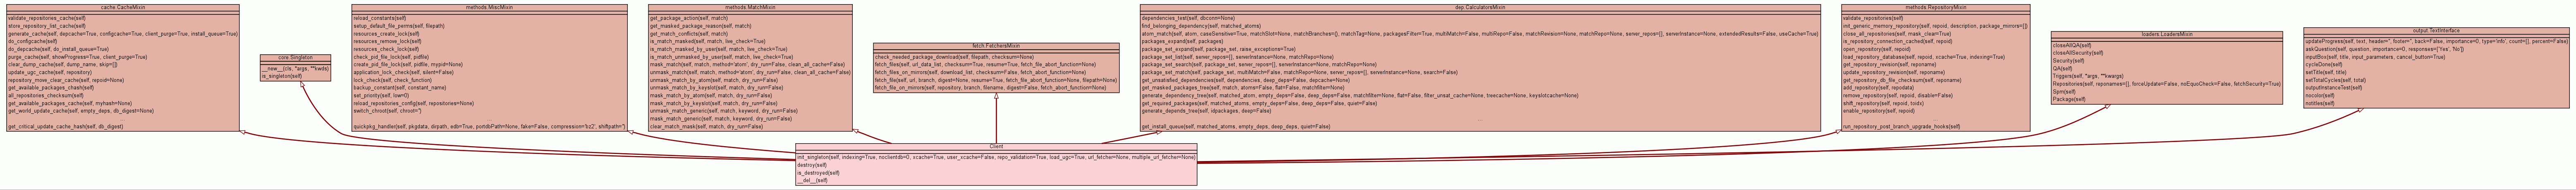 cache.CacheMixin
validate_repositories_cache(self)
store_repository_list_cache(self)
generate_cache(self, depcache=True, configcache=True, client_purge=True, install_queue=True)
do_configcache(self)
do_depcache(self, do_install_queue=True)
purge_cache(self, showProgress=True, client_purge=True)
clear_dump_cache(self, dump_name, skip=[])
update_ugc_cache(self, repository)
repository_move_clear_cache(self, repoid=None)
get_available_packages_chash(self)
all_repositories_checksum(self)
get_available_packages_cache(self, myhash=None)
get_world_update_cache(self, empty_deps, db_digest=None)
get_critical_update_cache_hash(self, db_digest)
core.Singleton
__new__(cls, *args, **kwds)
is_singleton(self)
methods.MiscMixin
reload_constants(self)
setup_default_file_perms(self, filepath)
resources_create_lock(self)
resources_remove_lock(self)
resources_check_lock(self)
check_pid_file_lock(self, pidfile)
create_pid_file_lock(self, pidfile, mypid=None)
application_lock_check(self, silent=False)
lock_check(self, check_function)
backup_constant(self, constant_name)
set_priority(self, low=0)
reload_repositories_config(self, repositories=None)
switch_chroot(self, chroot='')
quickpkg_handler(self, pkgdata, dirpath, edb=True, portdbPath=None, fake=False, compression='bz2', shiftpath='')
methods.MatchMixin
get_package_action(self, match)
get_masked_package_reason(self, match)
get_match_conflicts(self, match)
is_match_masked(self, match, live_check=True)
is_match_masked_by_user(self, match, live_check=True)
is_match_unmasked_by_user(self, match, live_check=True)
mask_match(self, match, method='atom', dry_run=False, clean_all_cache=False)
unmask_match(self, match, method='atom', dry_run=False, clean_all_cache=False)
unmask_match_by_atom(self, match, dry_run=False)
unmask_match_by_keyslot(self, match, dry_run=False)
mask_match_by_atom(self, match, dry_run=False)
mask_match_by_keyslot(self, match, dry_run=False)
unmask_match_generic(self, match, keyword, dry_run=False)
mask_match_generic(self, match, keyword, dry_run=False)
clear_match_mask(self, match, dry_run=False)
fetch.FetchersMixin
check_needed_package_download(self, filepath, checksum=None)
fetch_files(self, url_data_list, checksum=True, resume=True, fetch_file_abort_function=None)
fetch_files_on_mirrors(self, download_list, checksum=False, fetch_abort_function=None)
fetch_file(self, url, branch, digest=None, resume=True, fetch_file_abort_function=None, filepath=None)
fetch_file_on_mirrors(self, repository, branch, filename, digest=False, fetch_abort_function=None)
dep.CalculatorsMixin
dependencies_test(self, dbconn=None)
find_belonging_dependency(self, matched_atoms)
atom_match(self, atom, caseSensitive=True, matchSlot=None, matchBranches=(), matchTag=None, packagesFilter=True, multiMatch=False, multiRepo=False, matchRevision=None, matchRepo=None, server_repos=[], serverInstance=None, extendedResults=False, useCache=True)
packages_expand(self, packages)
package_set_expand(self, package_set, raise_exceptions=True)
package_set_list(self, server_repos=[], serverInstance=None, matchRepo=None)
package_set_search(self, package_set, server_repos=[], serverInstance=None, matchRepo=None)
package_set_match(self, package_set, multiMatch=False, matchRepo=None, server_repos=[], serverInstance=None, search=False)
get_unsatisfied_dependencies(self, dependencies, deep_deps=False, depcache=None)
get_masked_packages_tree(self, match, atoms=False, flat=False, matchfilter=None)
generate_dependency_tree(self, matched_atom, empty_deps=False, deep_deps=False, matchfilter=None, flat=False, filter_unsat_cache=None, treecache=None, keyslotcache=None)
get_required_packages(self, matched_atoms, empty_deps=False, deep_deps=False, quiet=False)
generate_depends_tree(self, idpackages, deep=False)
...
get_install_queue(self, matched_atoms, empty_deps, deep_deps, quiet=False)
methods.RepositoryMixin
validate_repositories(self)
init_generic_memory_repository(self, repoid, description, package_mirrors=[])
close_all_repositories(self, mask_clear=True)
is_repository_connection_cached(self, repoid)
open_repository(self, repoid)
load_repository_database(self, repoid, xcache=True, indexing=True)
get_repository_revision(self, reponame)
update_repository_revision(self, reponame)
get_repository_db_file_checksum(self, reponame)
add_repository(self, repodata)
remove_repository(self, repoid, disable=False)
shift_repository(self, repoid, toidx)
enable_repository(self, repoid)
run_repository_post_branch_upgrade_hooks(self)
loaders.LoadersMixin
closeAllQA(self)
closeAllSecurity(self)
Security(self)
QA(self)
Triggers(self, *args, **kwargs)
Repositories(self, reponames=[], forceUpdate=False, noEquoCheck=False, fetchSecurity=True)
Spm(self)
Package(self)
output.TextInterface
updateProgress(self, text, header='', footer='', back=False, importance=0, type='info', count=[], percent=False)
askQuestion(self, question, importance=0, responses=['Yes', 'No'])
inputBox(self, title, input_parameters, cancel_button=True)
cycleDone(self)
setTitle(self, title)
setTotalCycles(self, total)
outputInstanceTest(self)
nocolor(self)
notitles(self)
Client
init_singleton(self, indexing=True, noclientdb=0, xcache=True, user_xcache=False, repo_validation=True, load_ugc=True, url_fetcher=None, multiple_url_fetcher=None)
destroy(self)
is_destroyed(self)
__del__(self)